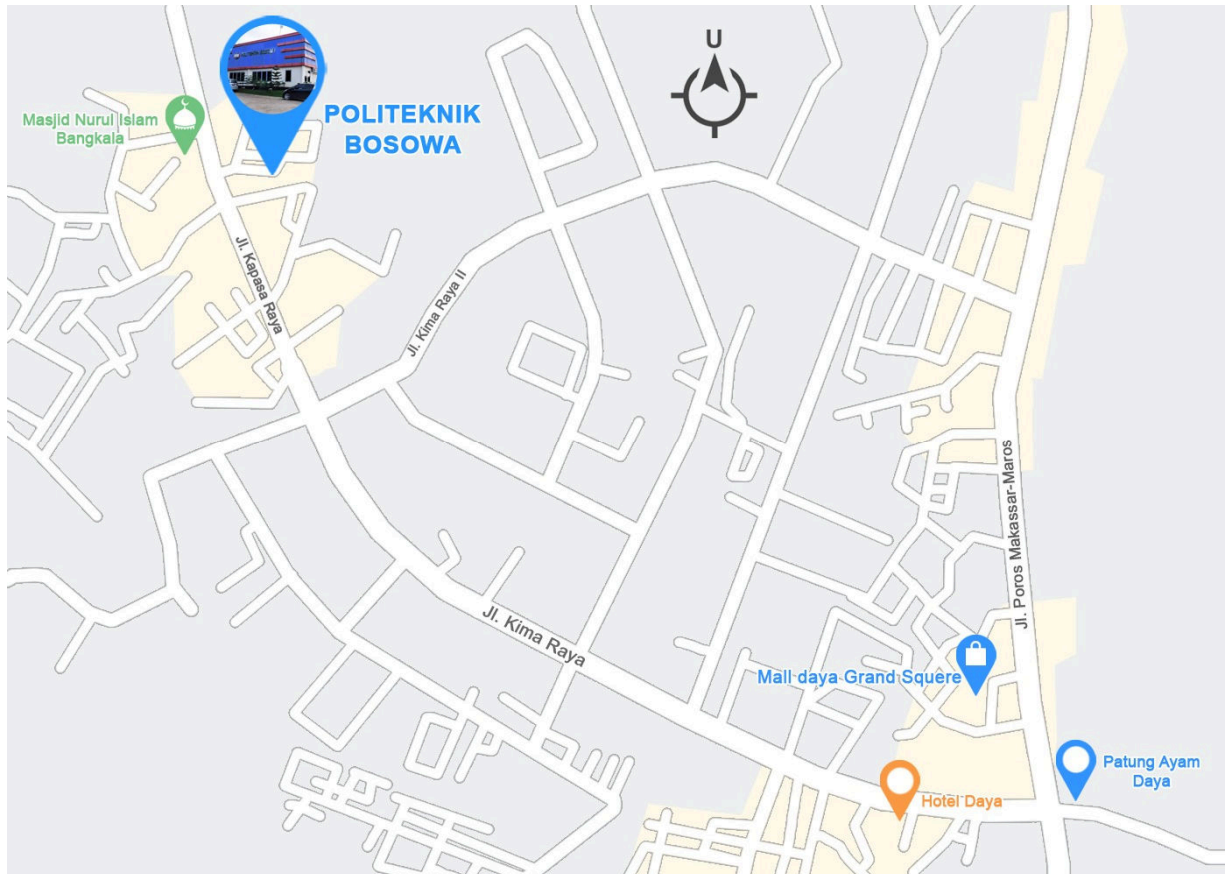 U
POLITEKNIK
BOSOWA
Masjid Nurul Islam
Bangkala
Jl. Kapasa Raya
Jl. Kima Raya II
Jl. Poros Makassar-Maros
Jl. Kima Raya
Mall daya Grand Squere
Patung Ayam
Daya
Hotel Daya